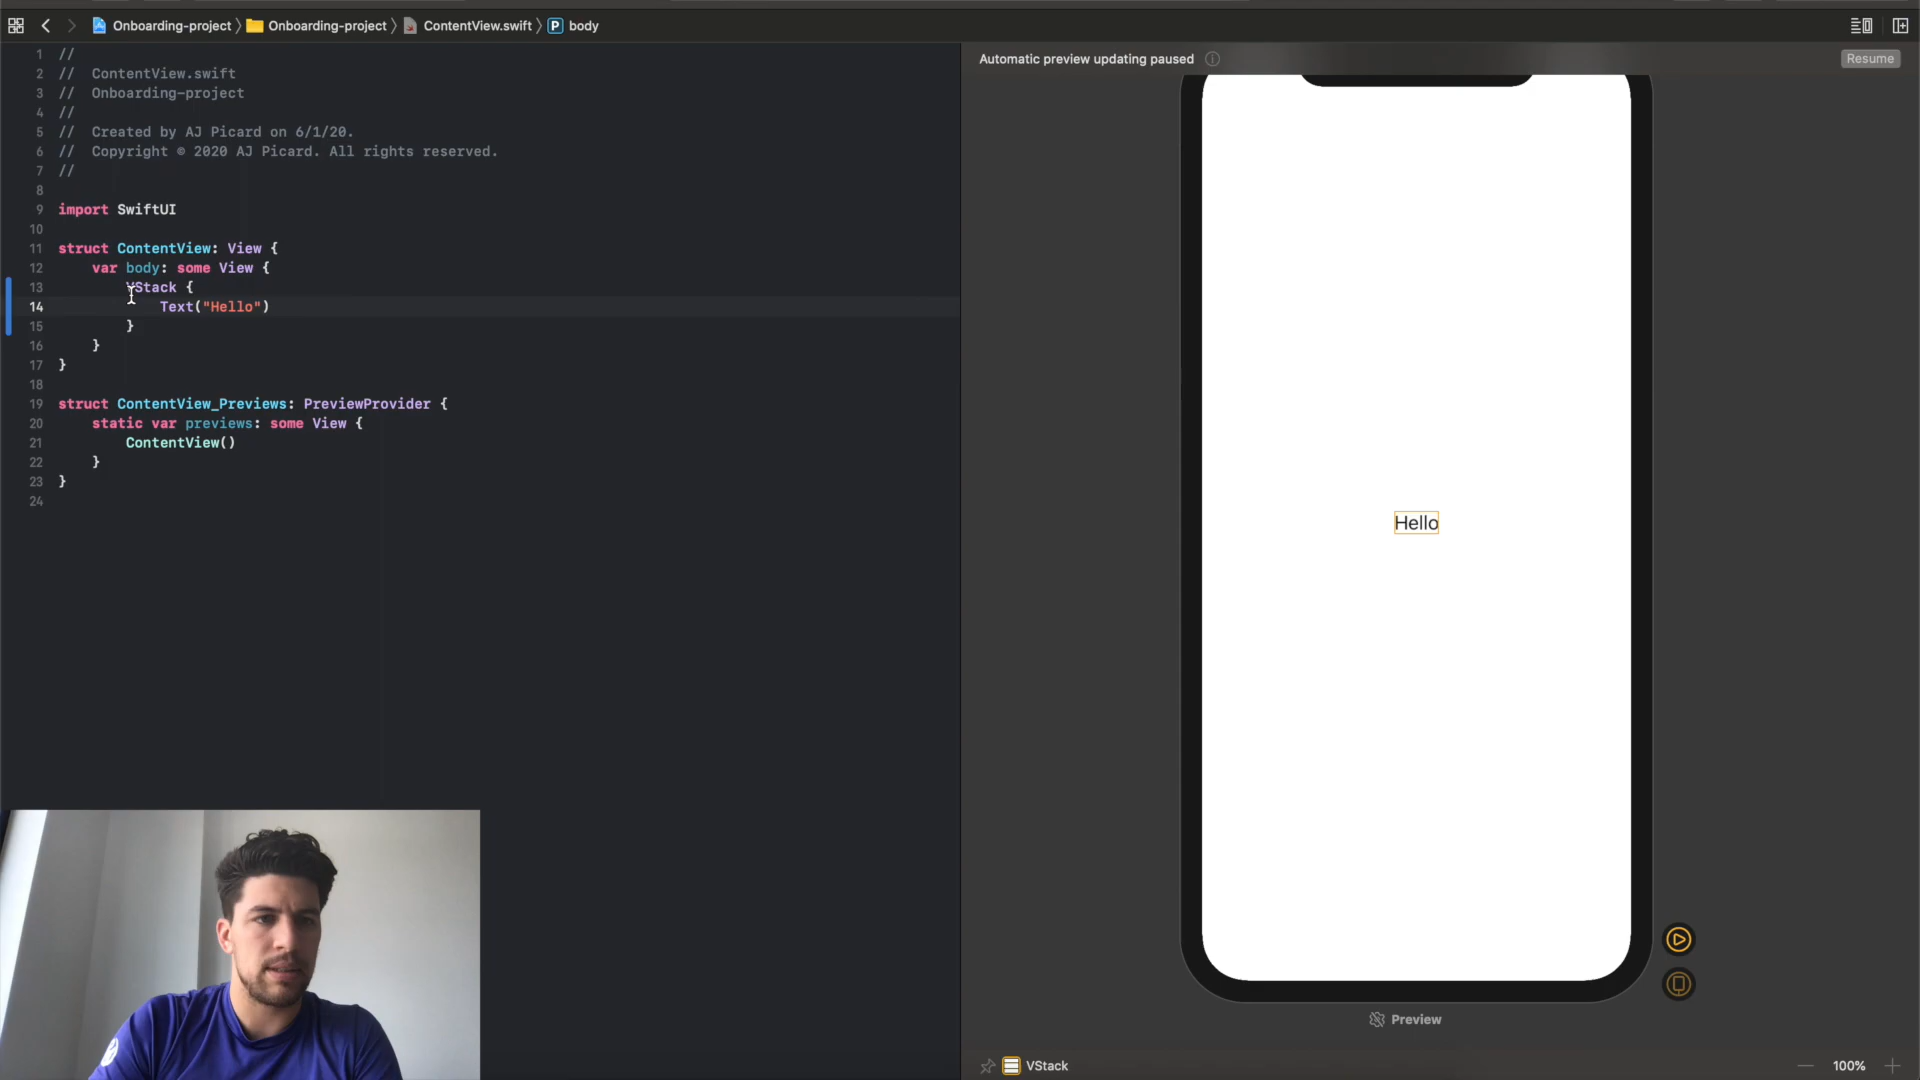 Onboarding-project
Onboarding-project
ContentView.swift
P
body
1 //
2 //  ContentView.swift
3 //  Onboarding-project
4 //
5 //  Created by AJ Picard on 6/1/20.
6 //  Copyright © 2020 AJ Picard. All rights reserved.
7 //
8
9 import SwiftUI
10
11 struct ContentView: View {
12     var body: some View {
13         VStack {
14             Text("Hello")
15         }
16     }
17 }
18
19 struct ContentView_Previews: PreviewProvider {
20     static var previews: some View {
21         ContentView()
22     }
23 }
24
Automatic preview updating paused
Resume
Hello
Preview
VStack
100%